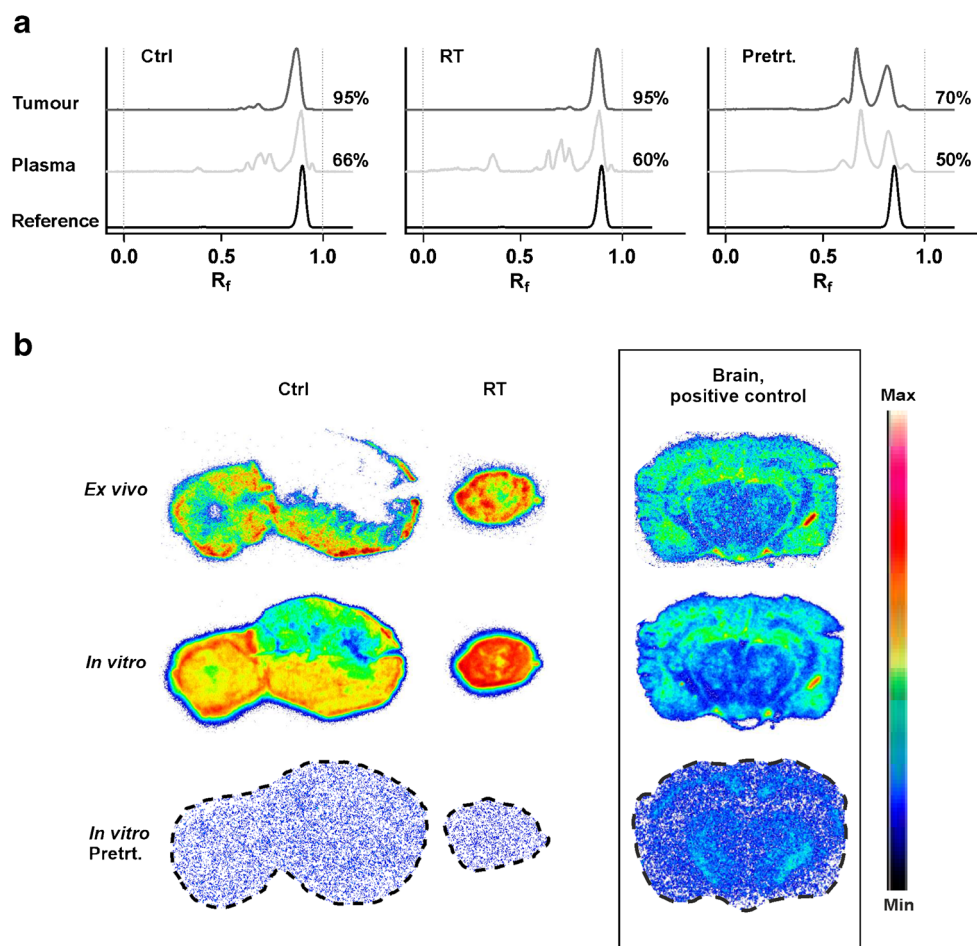 a
Ctrl
RT
Pretrt.
Tumour
95%
95%
70%
Plasma
66%
60%
50%
Reference
0.0 0.5 1.0
0.0 0.5 1.0
0.0 0.5 1.0
Rf
Rf
Rf
b
Ctrl
RT
Brain,
positive control
Max
Ex vivo
In vitro
In vitro
Pretrt.
Min